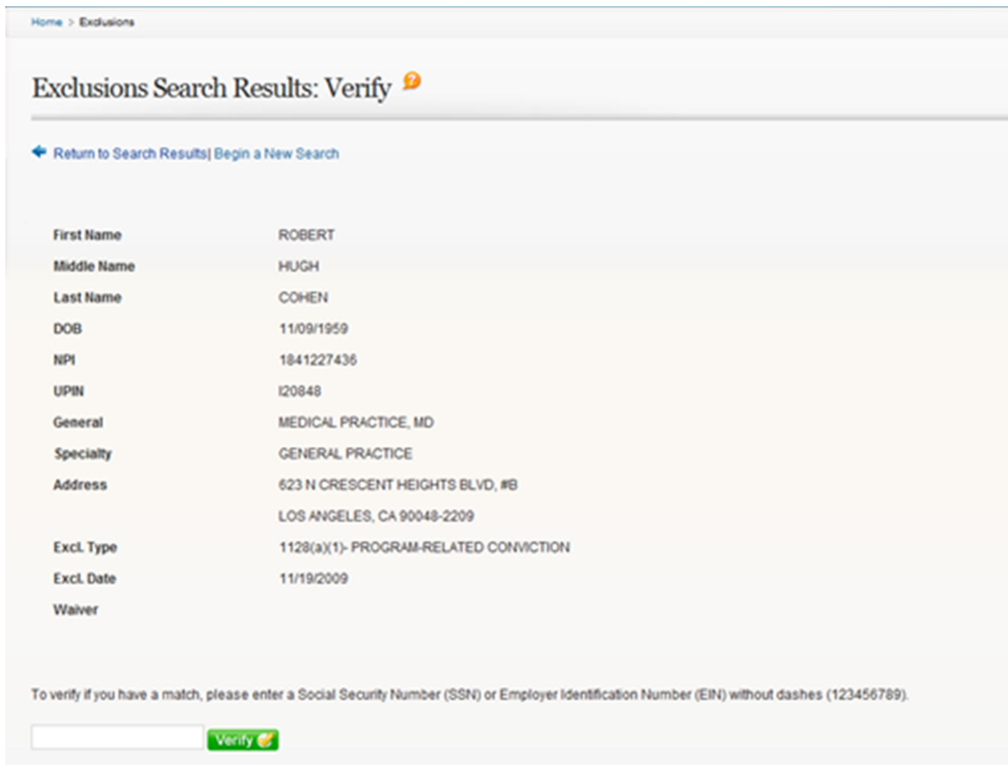 Home > Exclusions
Exclusions Search Results: Verify
Return to Search Results| Begin a New Search
First Name ROBERT
Middle Name HUGH
Last Name COHEN
DOB 11/09/1959
NPI 1841227436
UPIN I20848
General MEDICAL PRACTICE, MD
Specialty GENERAL PRACTICE
Address 623 N CRESCENT HEIGHTS BLVD, #B
LOS ANGELES, CA 90048-2209
Excl. Type 1128(a)(1)- PROGRAM-RELATED CONVICTION
Excl. Date 11/19/2009
Waiver
To verify if you have a match, please enter a Social Security Number (SSN) or Employer Identification Number (EIN) without dashes (123456789).
Verify